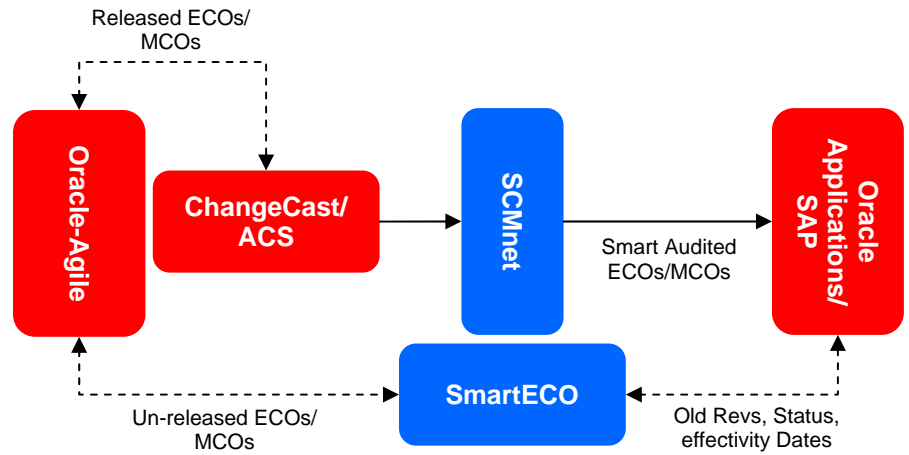 Released ECOs/
MCOs
Oracle-Agile
ChangeCast/
ACS
SCMnet
Smart Audited
ECOs/MCOs
Oracle
Applications/
SAP
SmartECO
Un-released ECOs/
MCOs
Old Revs, Status,
effectivity Dates